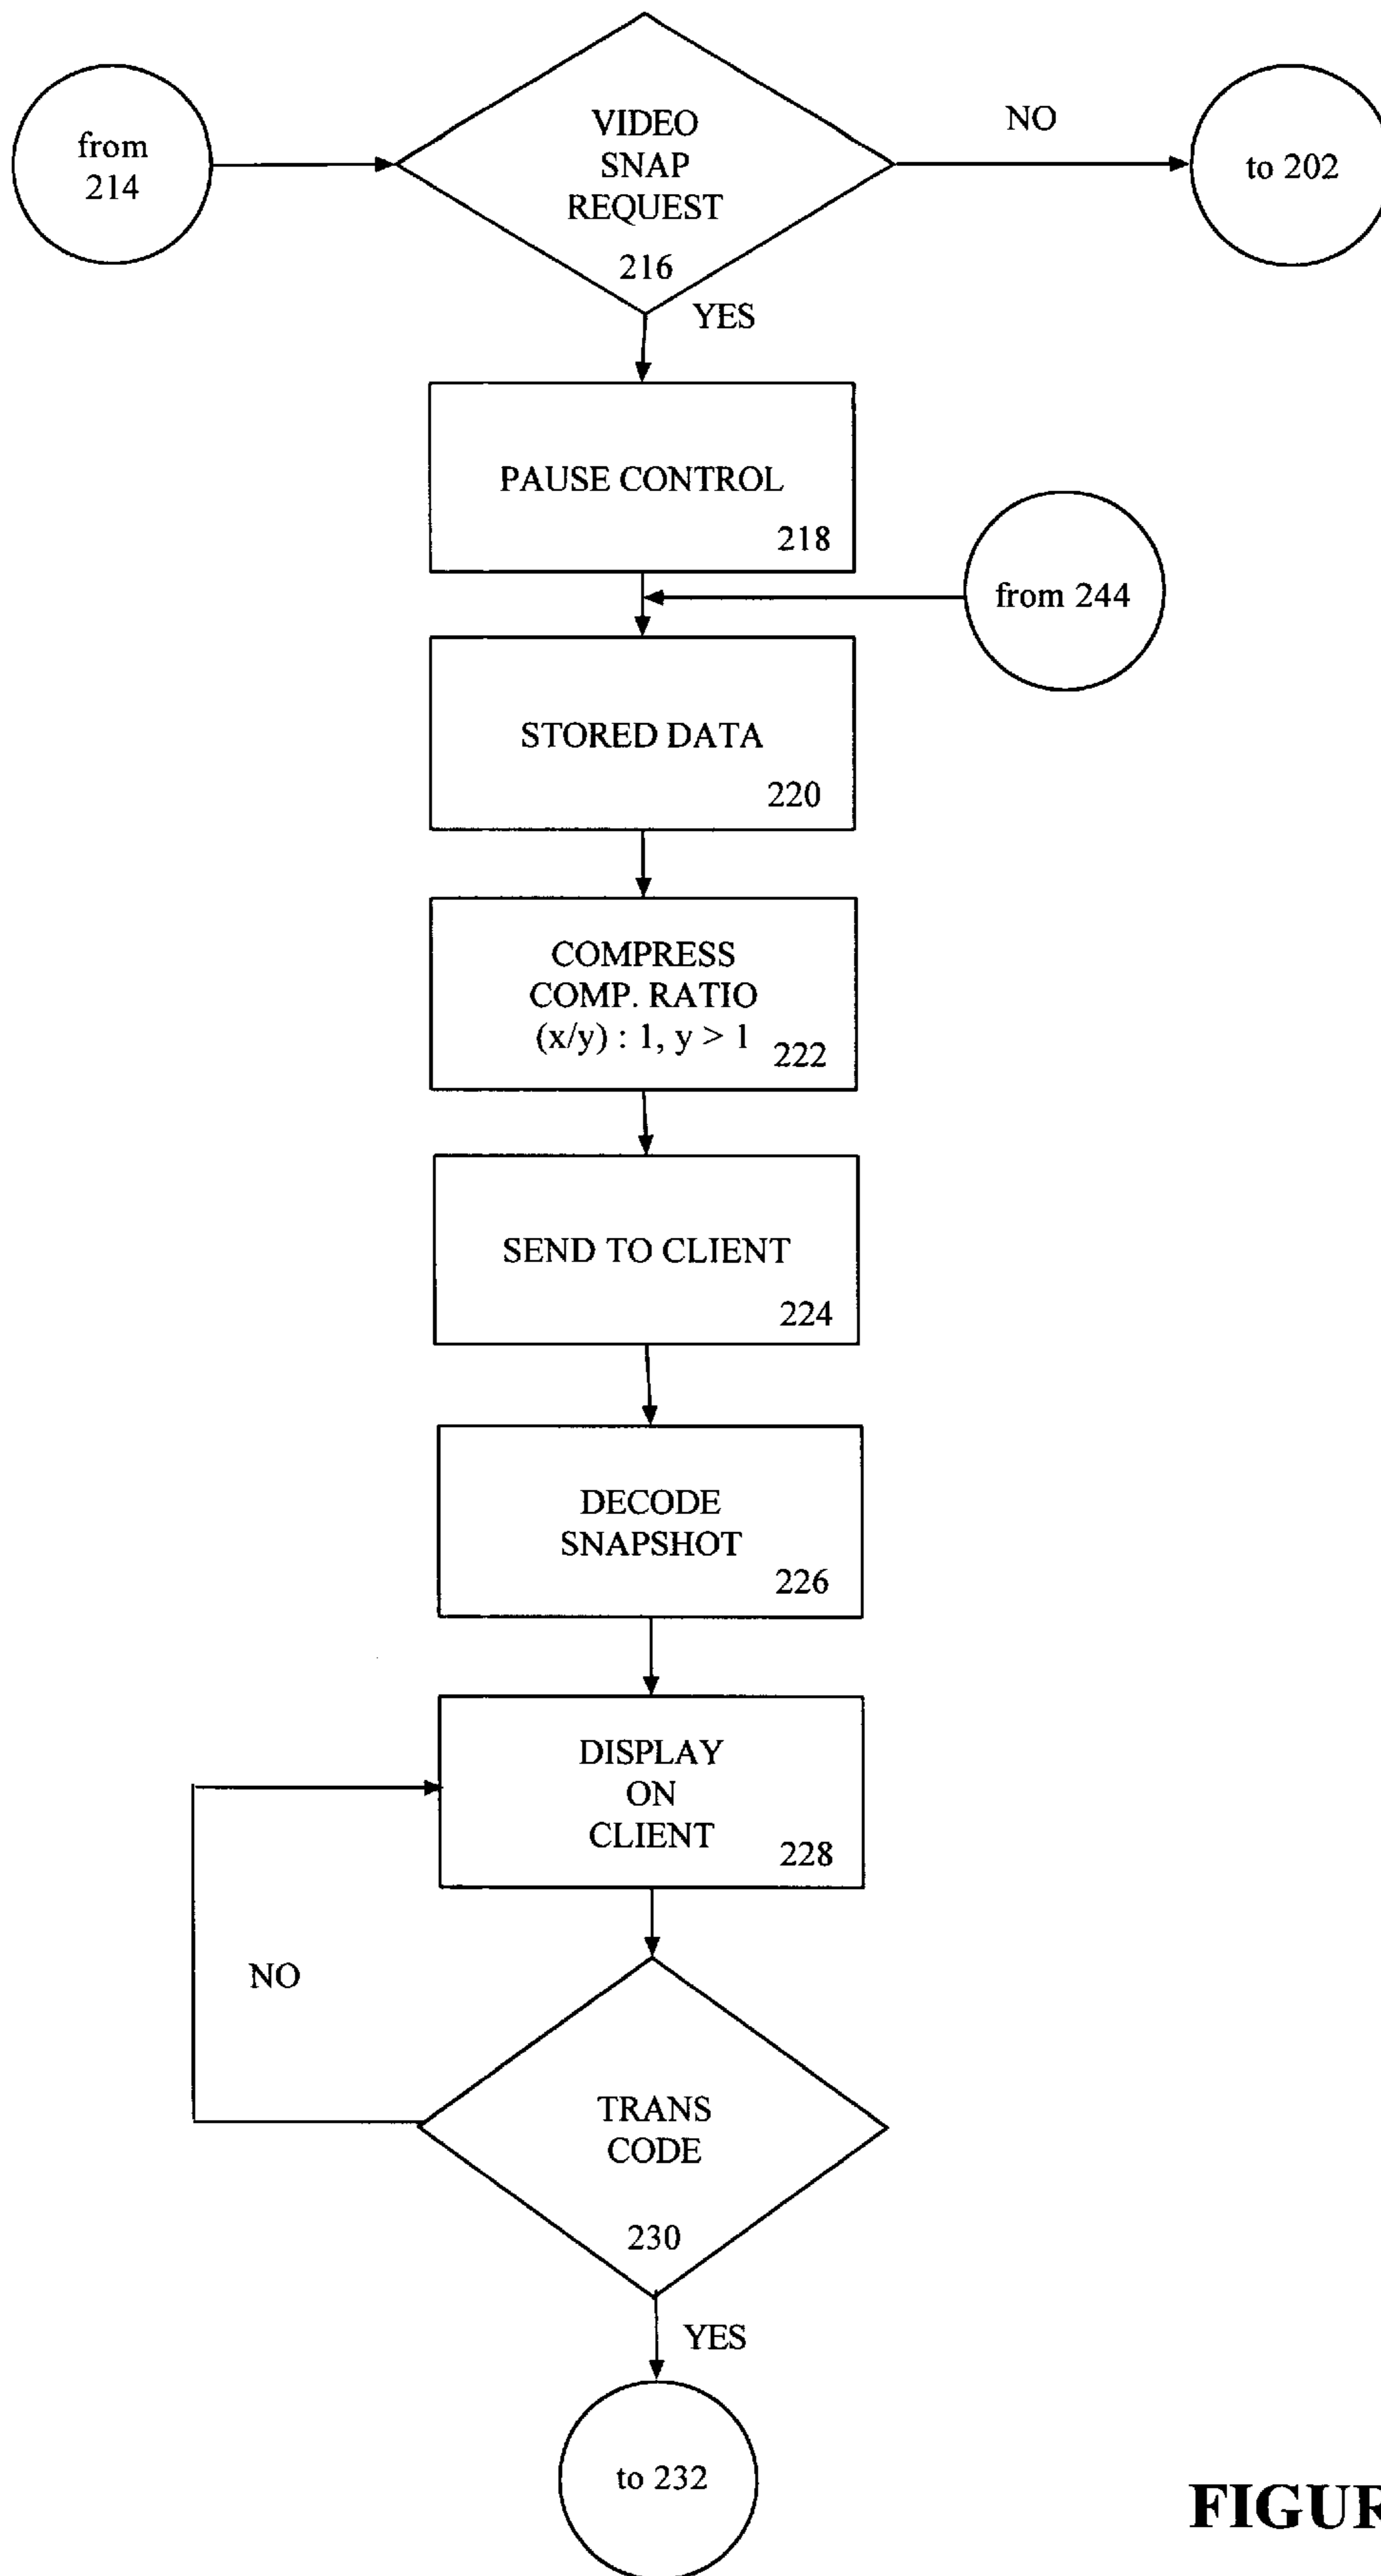 from
214
VIDEO
SNAP
REQUEST
216
NO
to 202
YES
PAUSE CONTROL
218
from 244
STORED DATA
220
COMPRESS
COMP. RATIO
(x/y) : 1, y > 1
222
SEND TO CLIENT
224
DECODE
SNAPSHOT
226
DISPLAY
ON
CLIENT
228
NO
TRANS
CODE
230
YES
to 232
FIGUR